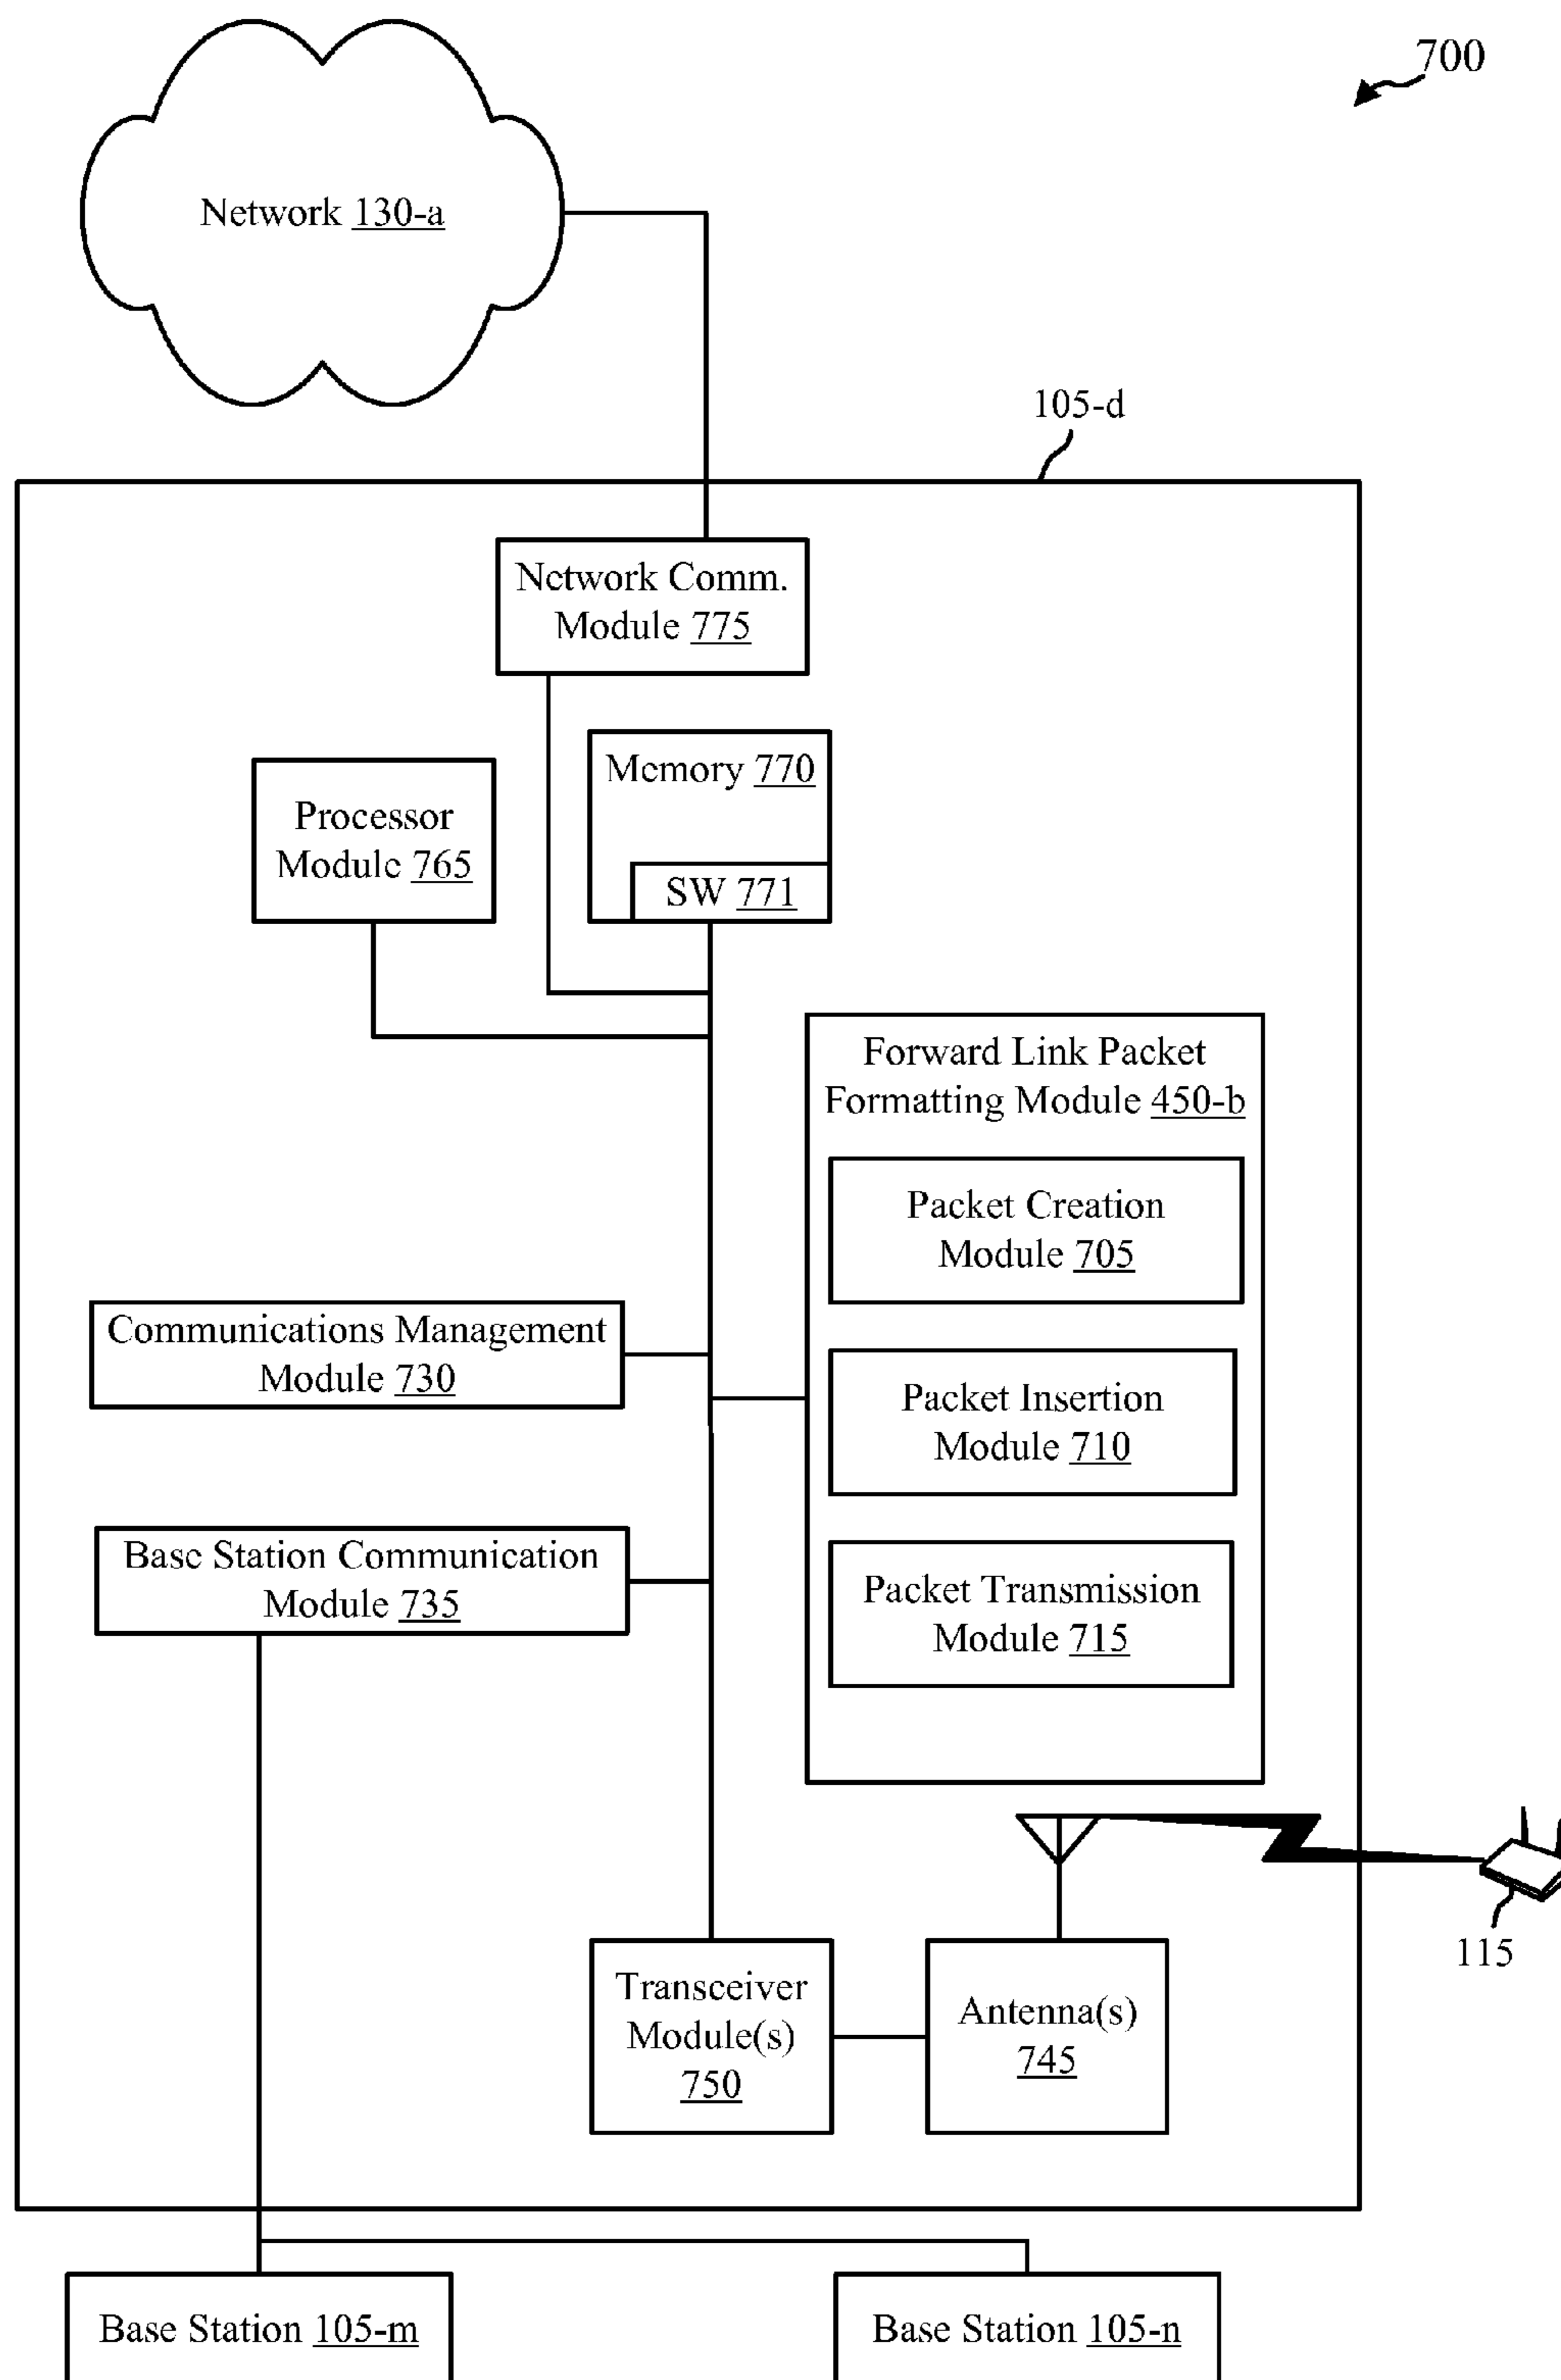 700
Network 130-a
105-d
Network Comm.
Module 775
Memory 770
SW 771
Processor
Module 765
Forward Link Packet
Formatting Module 450-b
Packet Creation
Module 705
Packet Insertion
Module 710
Packet Transmission
Module 715
Communications Management
Module 730
Base Station Communication
Module 735
115
Transceiver
Module(s)
750
Antenna(s)
745
Base Station 105-m
Base Station 105-n